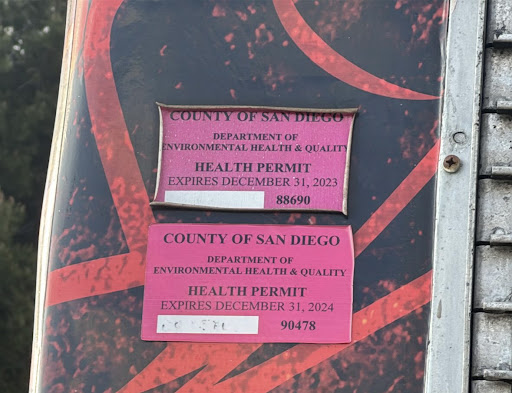 COUNTY OF SAN DIEGO
DEPARTMENT OF
ENVIRONMENTAL HEALTH & QUALITY
HEALTH PERMIT
EXPIRES DECEMBER 31, 2023
88690
COUNTY OF SAN DIEGO
DEPARTMENT OF
ENVIRONMENTAL HEALTH & QUALITY
HEALTH PERMIT
EXPIRES DECEMBER 31, 2024
90478